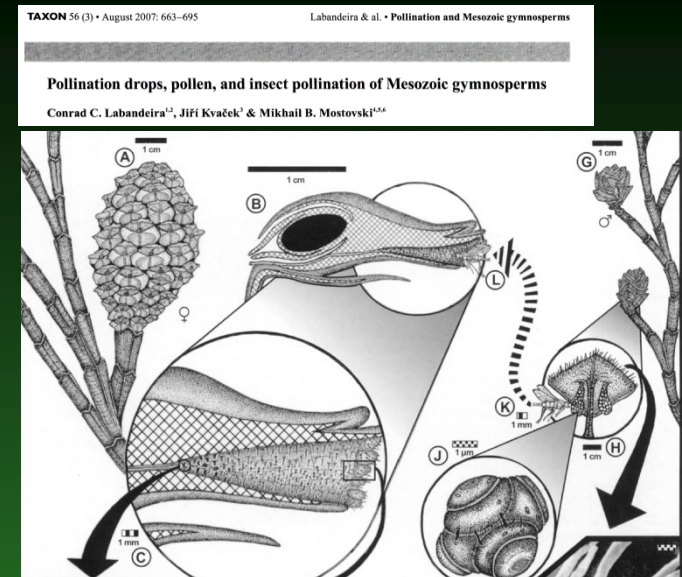 TAXON 56 (3) • August 2007: 663–695 Labandeira & al. • Pollination and Mesozoic gymnosperms
Pollination drops, pollen, and insect pollination of Mesozoic gymnosperms
Conrad C. Labandeira1,2, Jiří Kvaček3 & Mikhail B. Mostovski4,5,6
1 cm
A
B
1 cm
1 cm
G
♂
♀
L
K
1 mm
H
1 cm
J
1 µm
1 mm
C